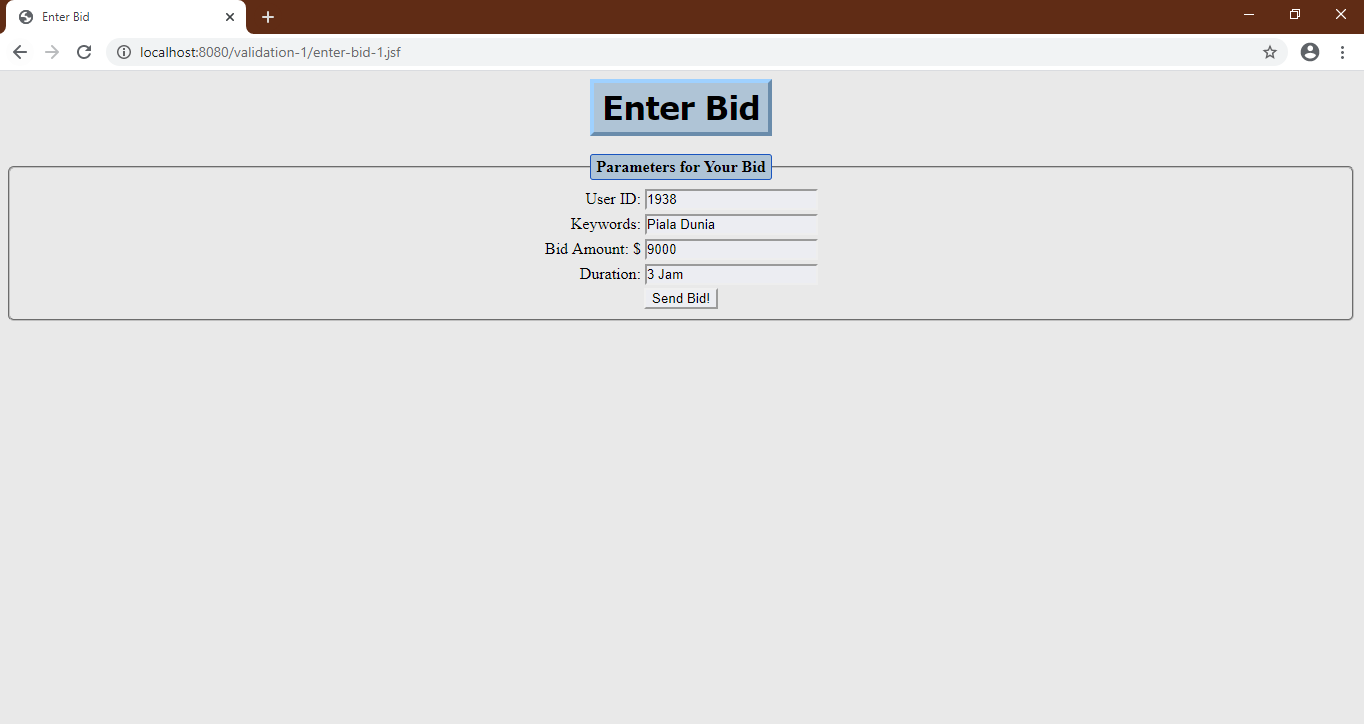 Enter Bid
localhost:8080/validation-1/enter-bid-1.jsf
Enter Bid
Parameters for Your Bid
User ID: 1938
Keywords: Piala Dunia
Bid Amount: $ 9000
Duration: 3 Jam
Send Bid!